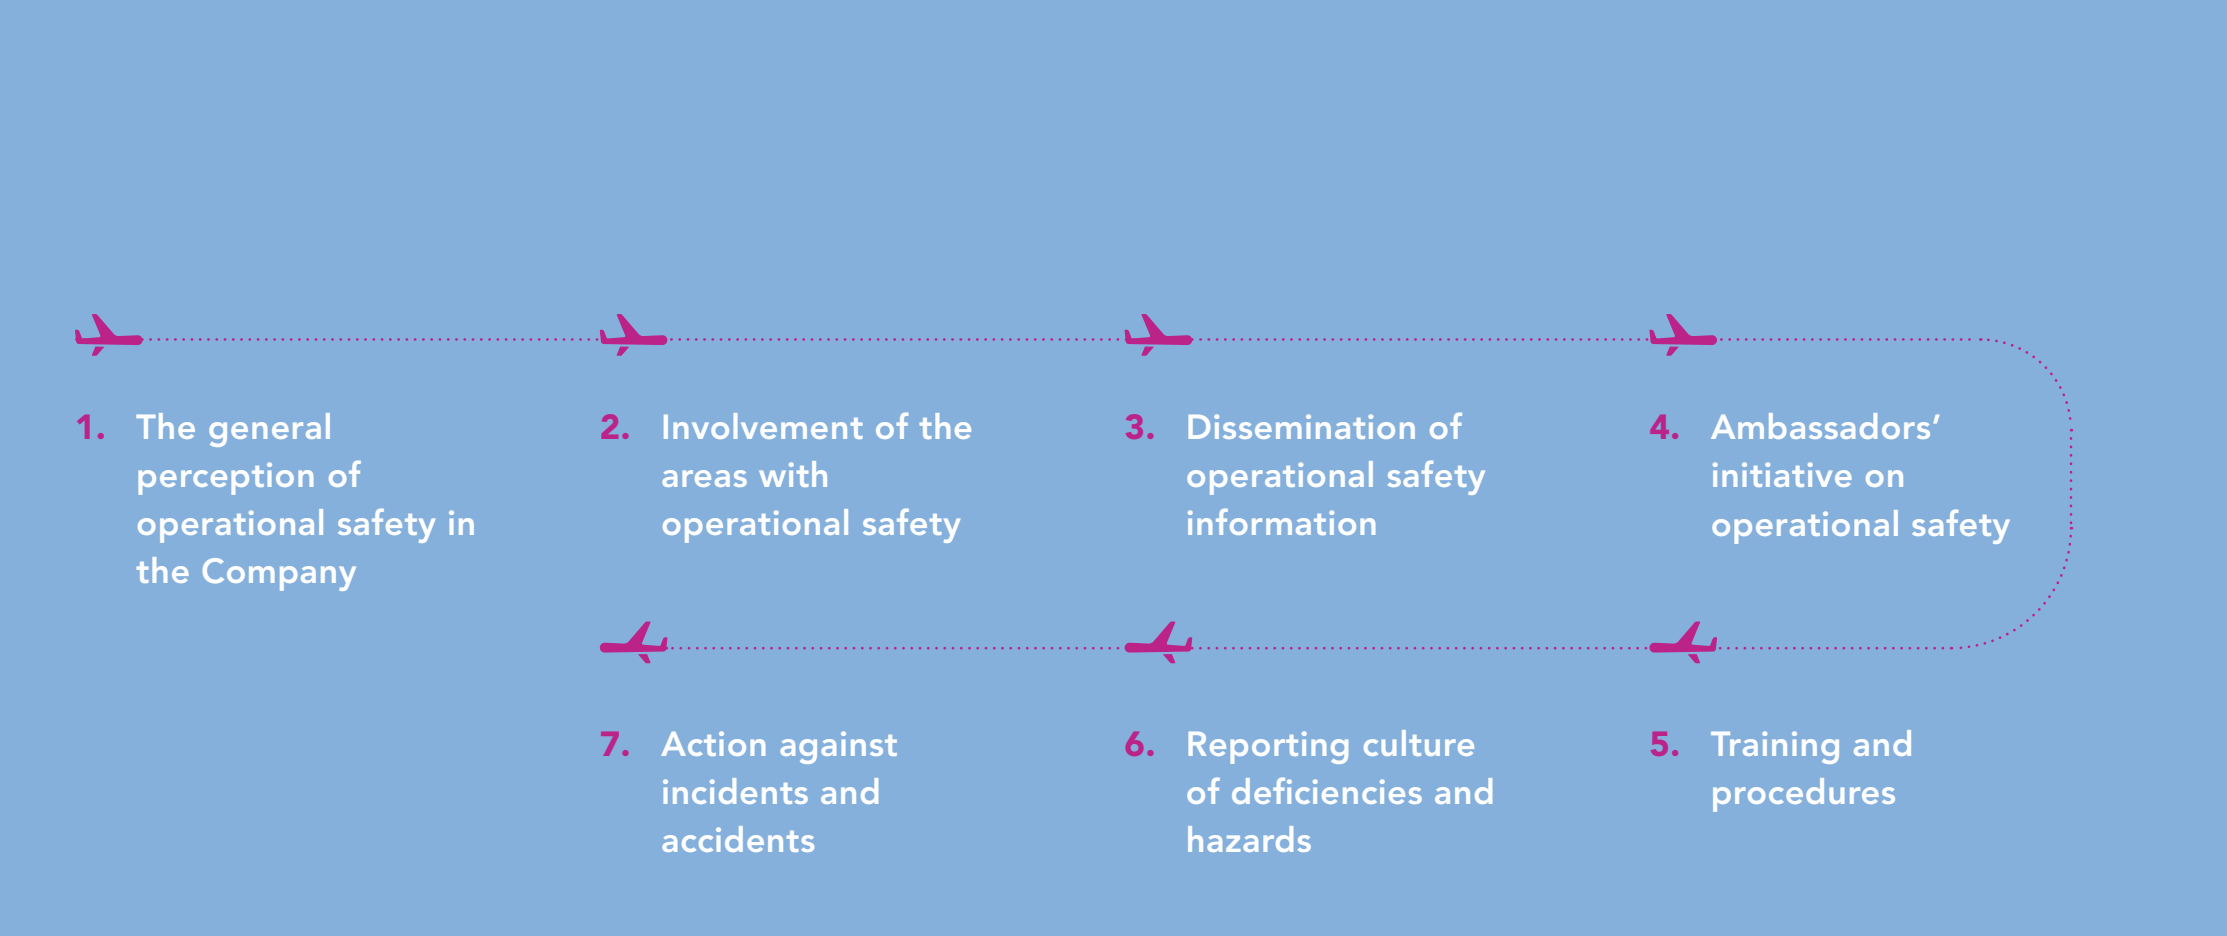 1. The general
perception of
operational safety in
the Company
2. Involvement of the
areas with
operational safety
3. Dissemination of
operational safety
information
4. Ambassadors’
initiative on
operational safety
5. Training and
procedures
6. Reporting culture
of deficiencies and
hazards
7. Action against
incidents and
accidents